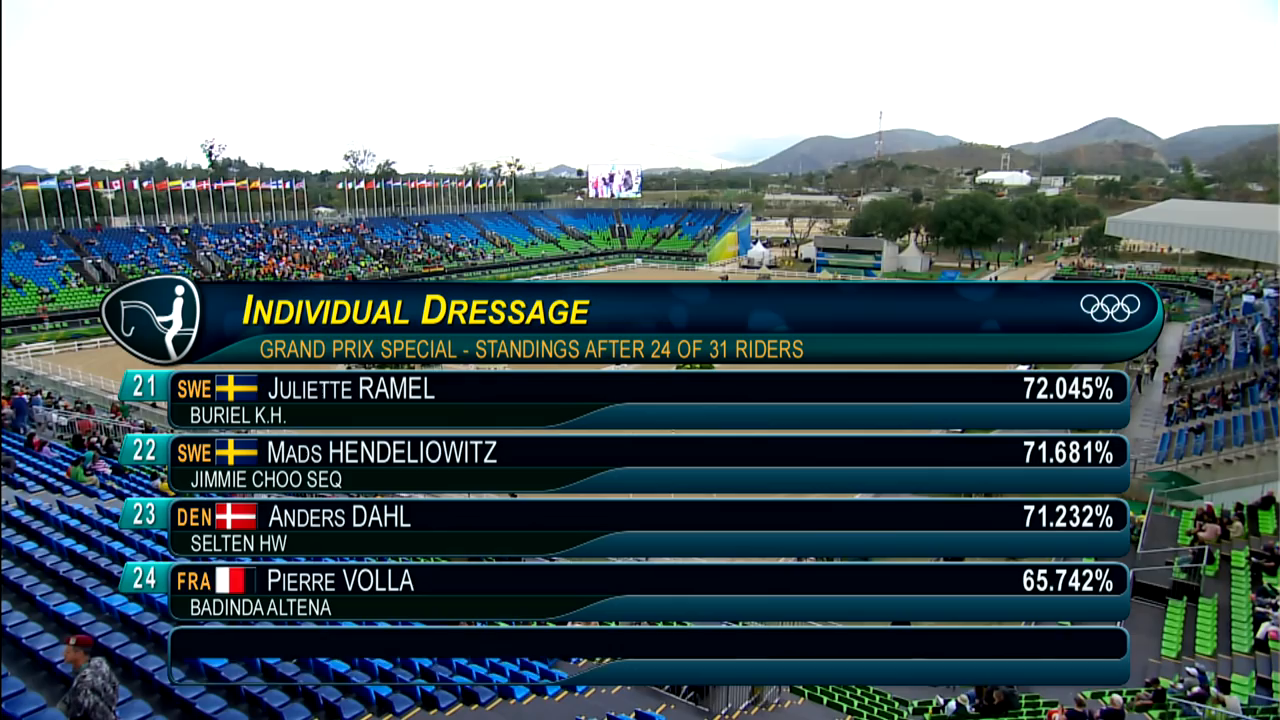 INDIVIDUAL DRESSAGE
GRAND PRIX SPECIAL - STANDINGS AFTER 24 OF 31 RIDERS
21 SWE JULIETTE RAMEL 72.045%
BURIEL K.H.
22 SWE MADS HENDELIOWITZ 71.681%
JIMMIE CHOO SEQ
23 DEN ANDERS DAHL 71.232%
SELTEN HW
24 FRA PIERRE VOLLA 65.742%
BADINDA ALTENA